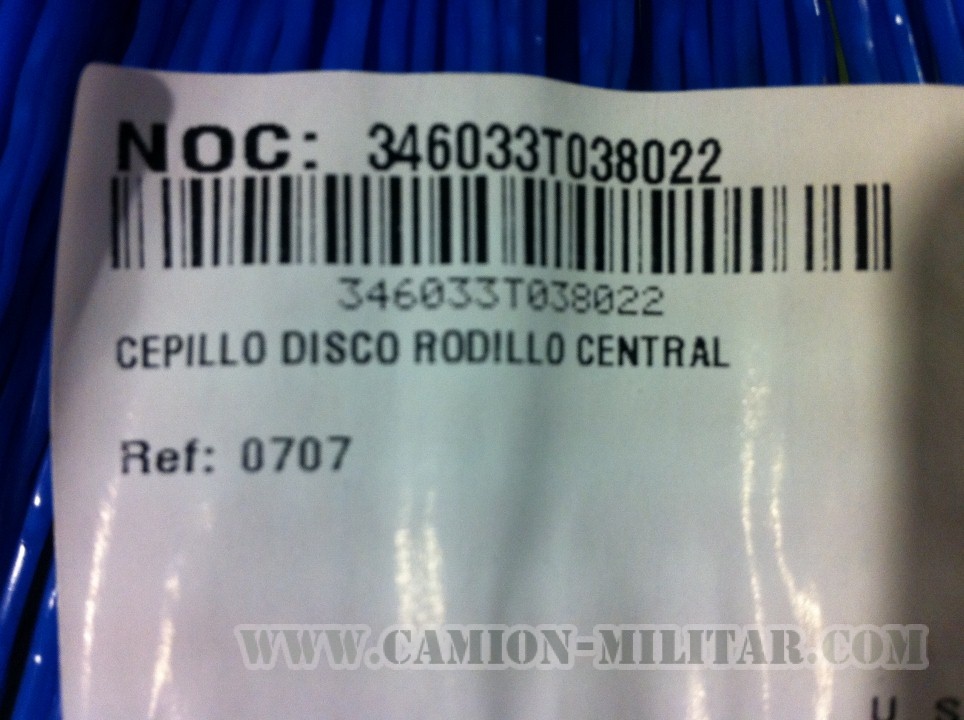 NOC: 346033T038022
346033T038022
CEPILLO DISCO RODILLO CENTRAL
Ref: 0707
WWW.CAMION-MILITAR.COM
U S